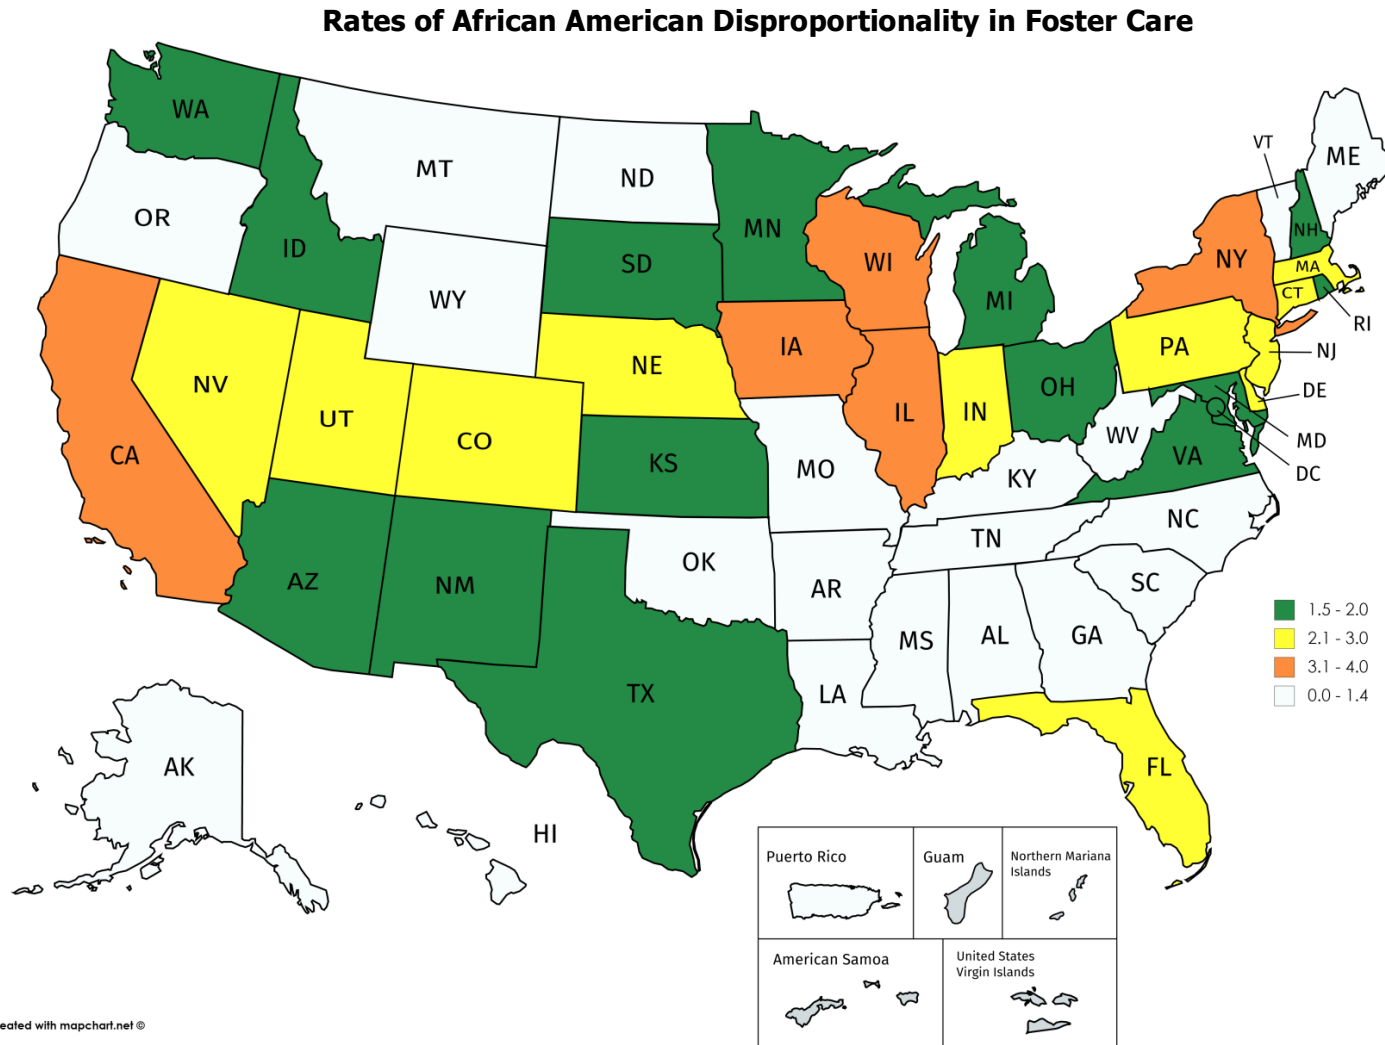 Rates of African American Disproportionality in Foster Care
WA
MT
ND
VT
ME
OR
ID
MN
NH
SD
WI
NY
MA
WY
MI
CT
RI
IA
NE
PA
NJ
NV
UT
OH
DE
IL
IN
CO
MD
CA
KS
MO
WV
VA
DC
KY
NC
TN
OK
AZ
NM
AR
SC
MS
AL
GA
TX
LA
1.5 - 2.0
2.1 - 3.0
3.1 - 4.0
0.0 - 1.4
AK
FL
HI
Puerto Rico
Guam
Northern Mariana
Islands
American Samoa
United States
Virgin Islands
eated with mapchart.net ©